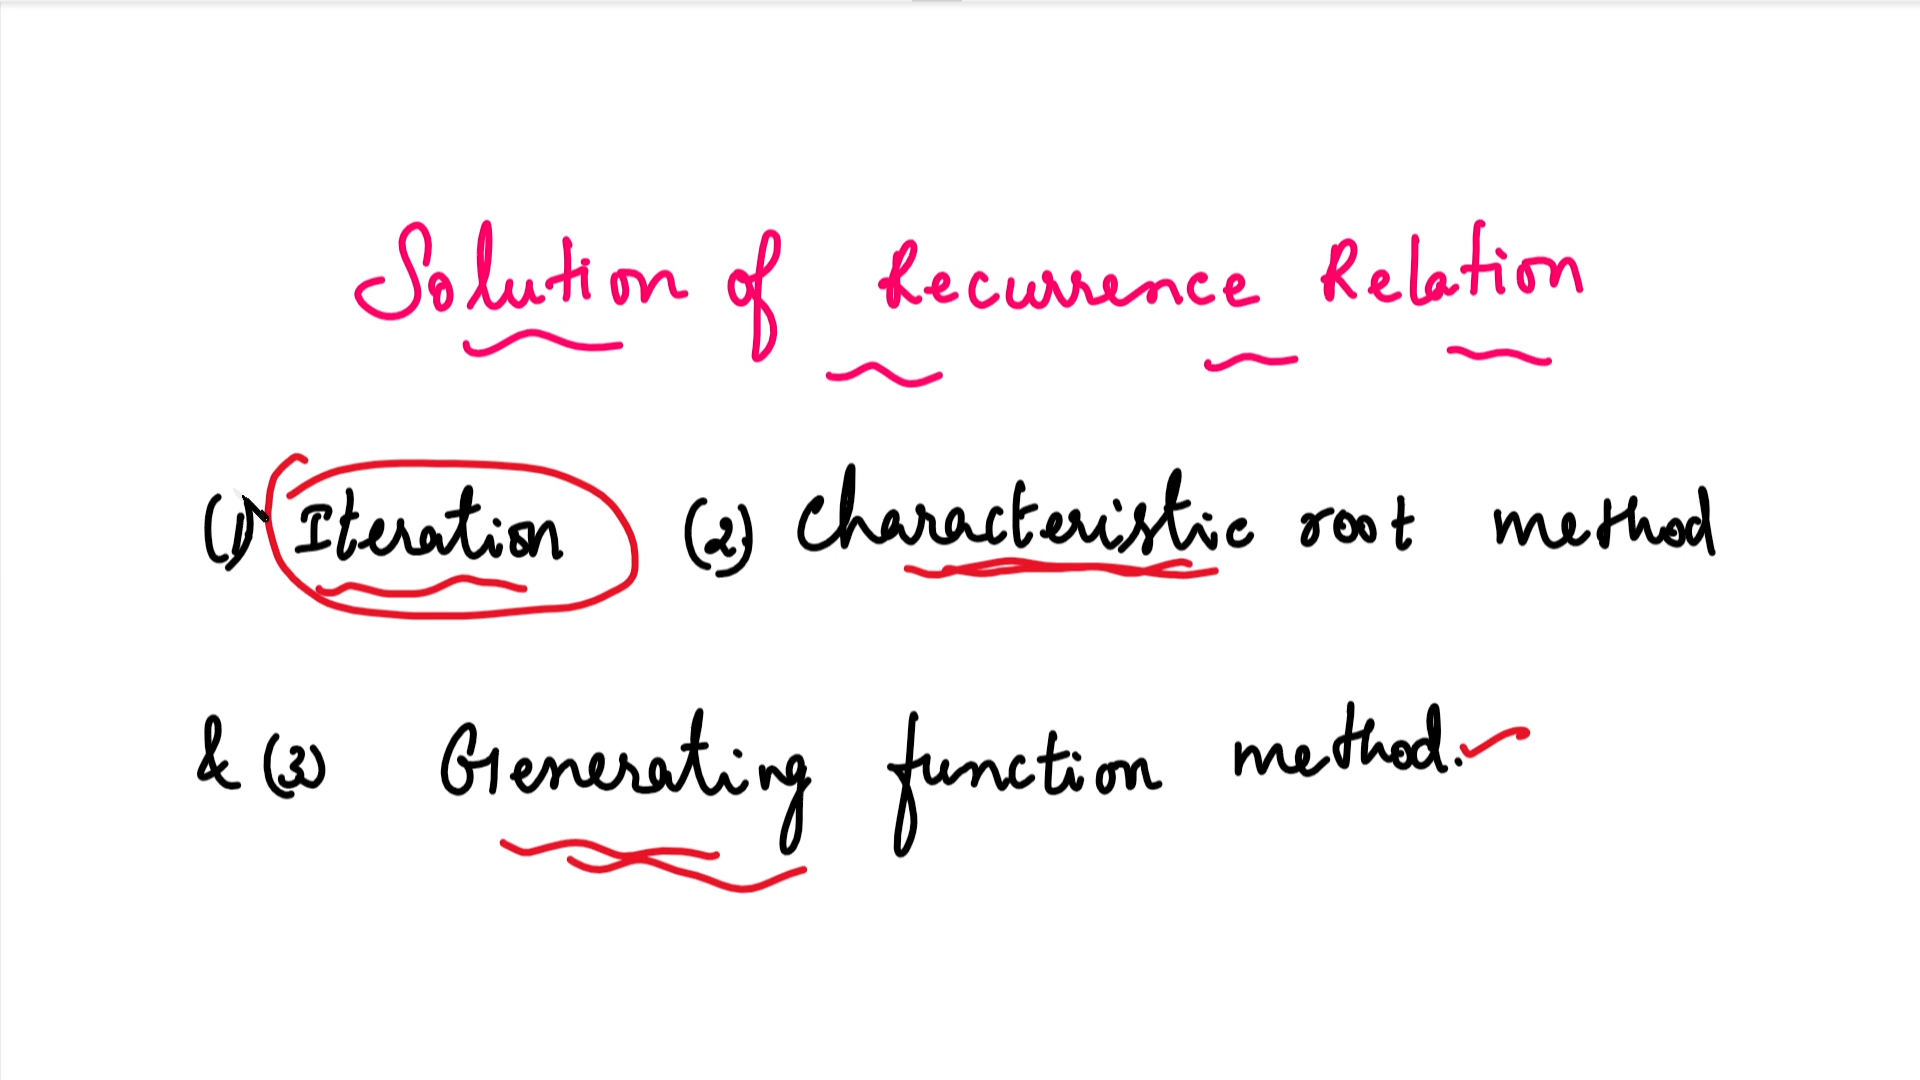 Solution of Recurrence Relation
(1) Iteration (2) Characteristic root method
& (3) Generating function method.